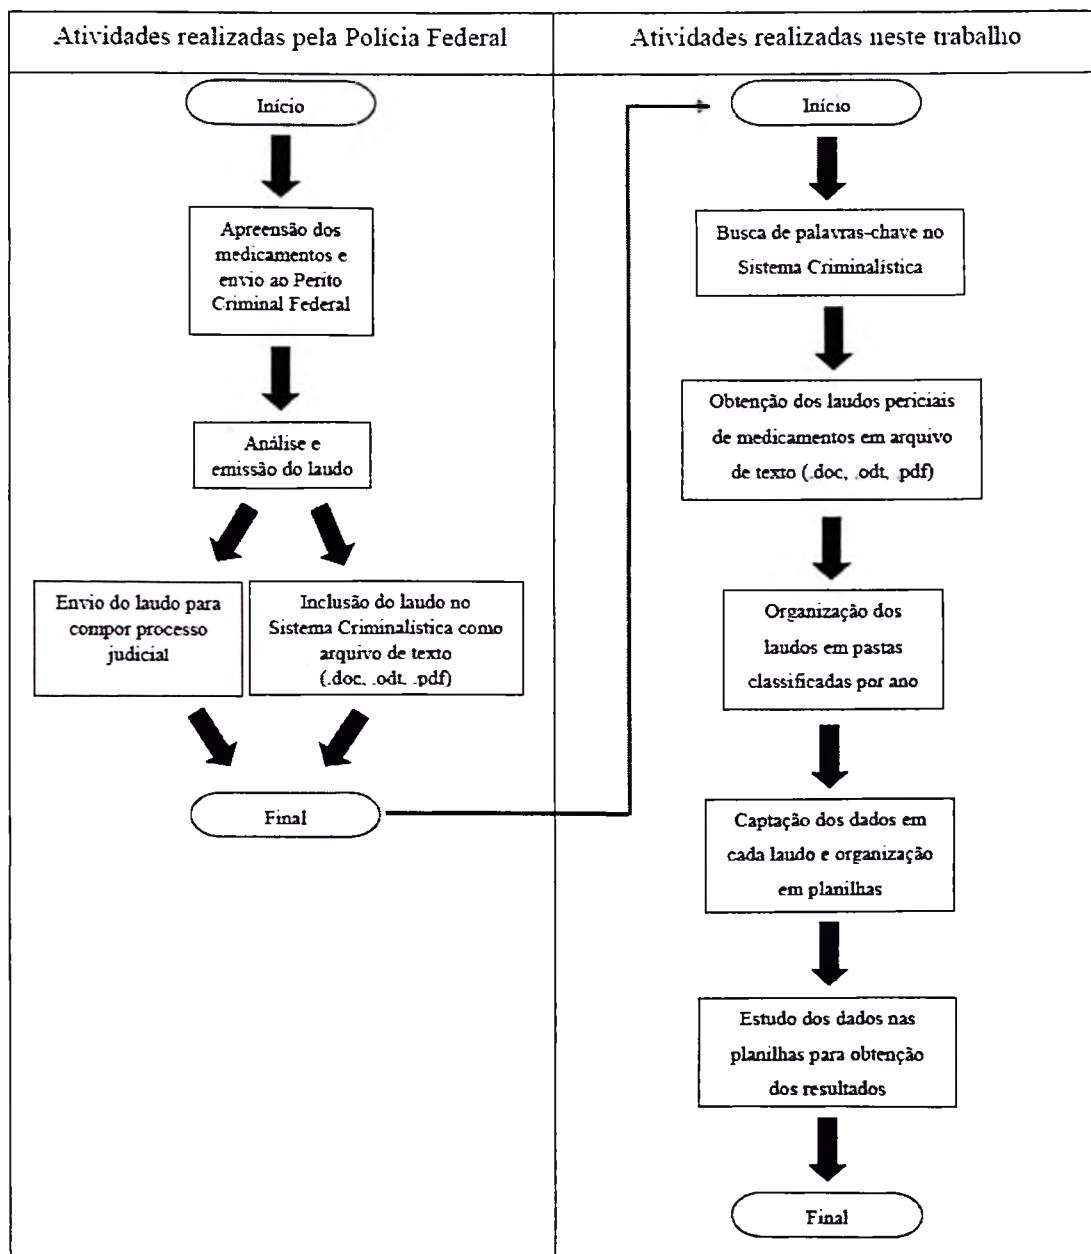 Atividades realizadas pela Polícia Federal
Início
Apreensão dos
medicamentos e
envio ao Perito
Criminal Federal
Análise e
emissão do laudo
Envio do laudo para
compor processo
judicial
Inclusão do laudo no
Sistema Criminalística como
arquivo de texto
(.doc, .odt, .pdf)
Final
Atividades realizadas neste trabalho
Início
Busca de palavras-chave no
Sistema Criminalística
Obtenção dos laudos periciais
de medicamentos em arquivo
de texto (.doc, .odt, .pdf)
Organização dos
laudos em pastas
classificadas por ano
Captação dos dados em
cada laudo e organização
em planilhas
Estudo dos dados nas
planilhas para obtenção
dos resultados
Final